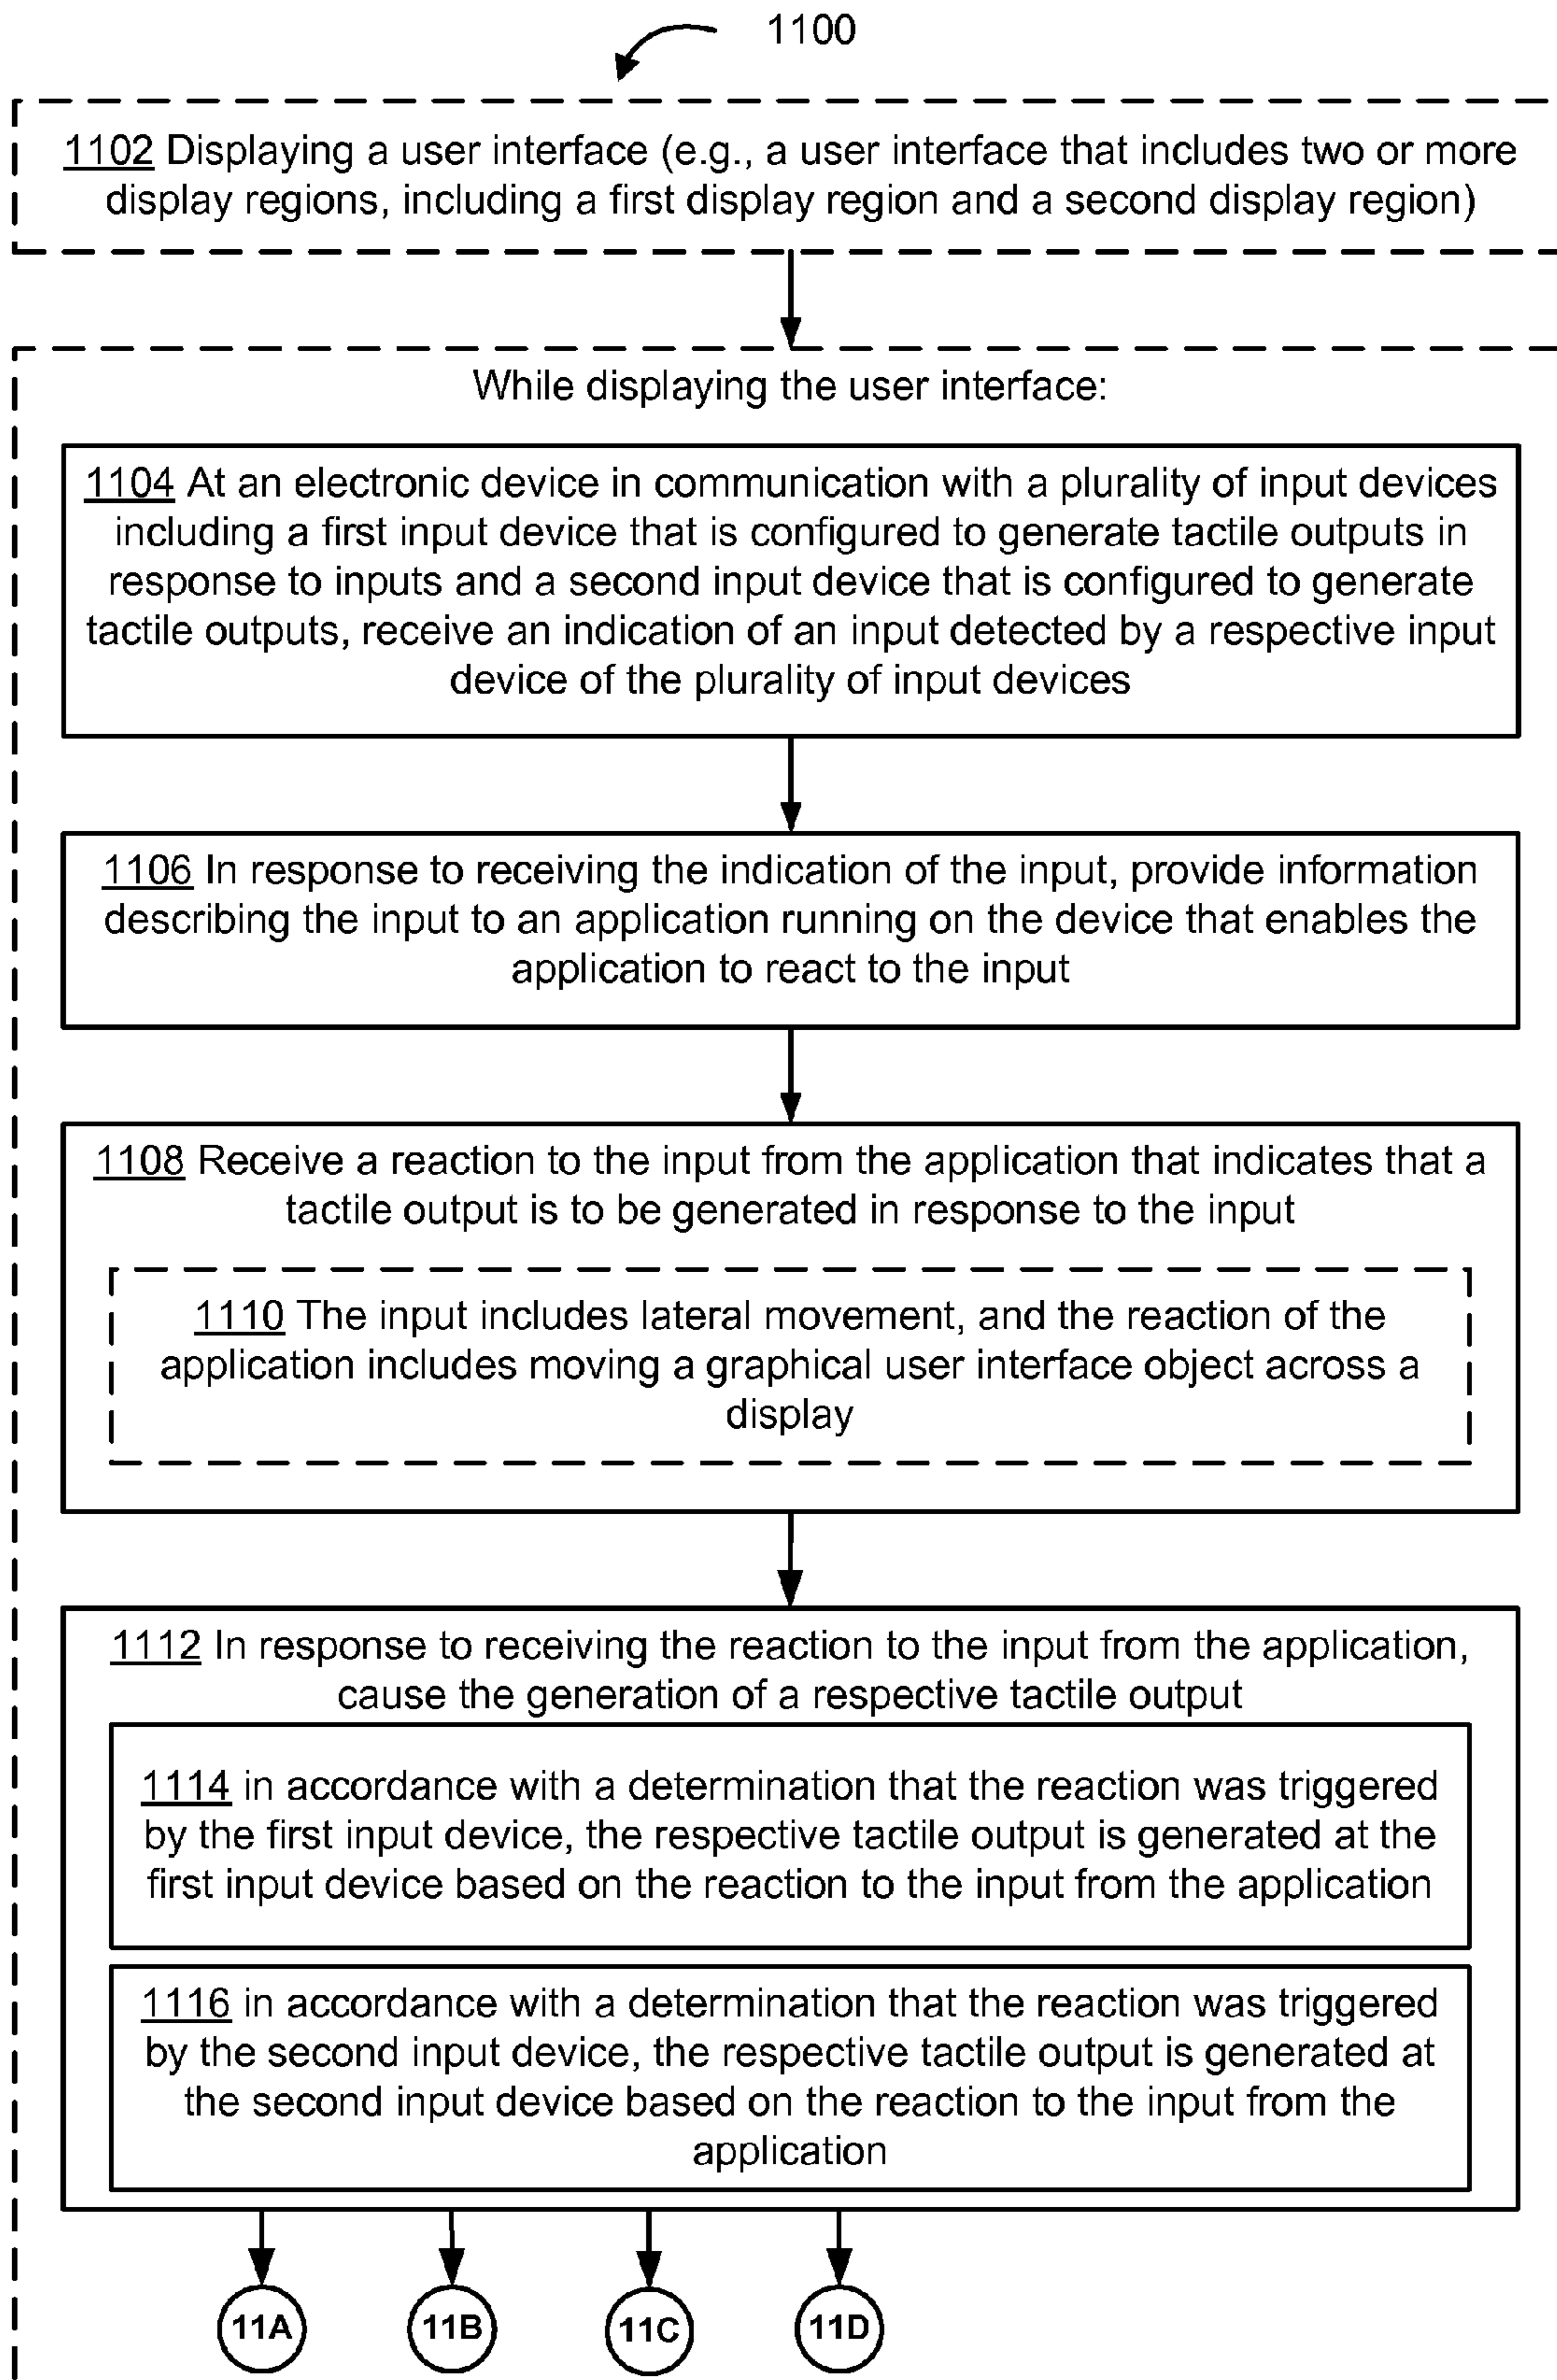 1100
1102 Displaying a user interface (e.g., a user interface that includes two or more
display regions, including a first display region and a second display region)
While displaying the user interface:
1104 At an electronic device in communication with a plurality of input devices
including a first input device that is configured to generate tactile outputs in
response to inputs and a second input device that is configured to generate
tactile outputs, receive an indication of an input detected by a respective input
device of the plurality of input devices
1106 In response to receiving the indication of the input, provide information
describing the input to an application running on the device that enables the
application to react to the input
1108 Receive a reaction to the input from the application that indicates that a
tactile output is to be generated in response to the input
1110 The input includes lateral movement, and the reaction of the
application includes moving a graphical user interface object across a
display
1112 In response to receiving the reaction to the input from the application,
cause the generation of a respective tactile output
1114 in accordance with a determination that the reaction was triggered
by the first input device, the respective tactile output is generated at the
first input device based on the reaction to the input from the application
1116 in accordance with a determination that the reaction was triggered
by the second input device, the respective tactile output is generated at
the second input device based on the reaction to the input from the
application
11A 11B 11C 11D